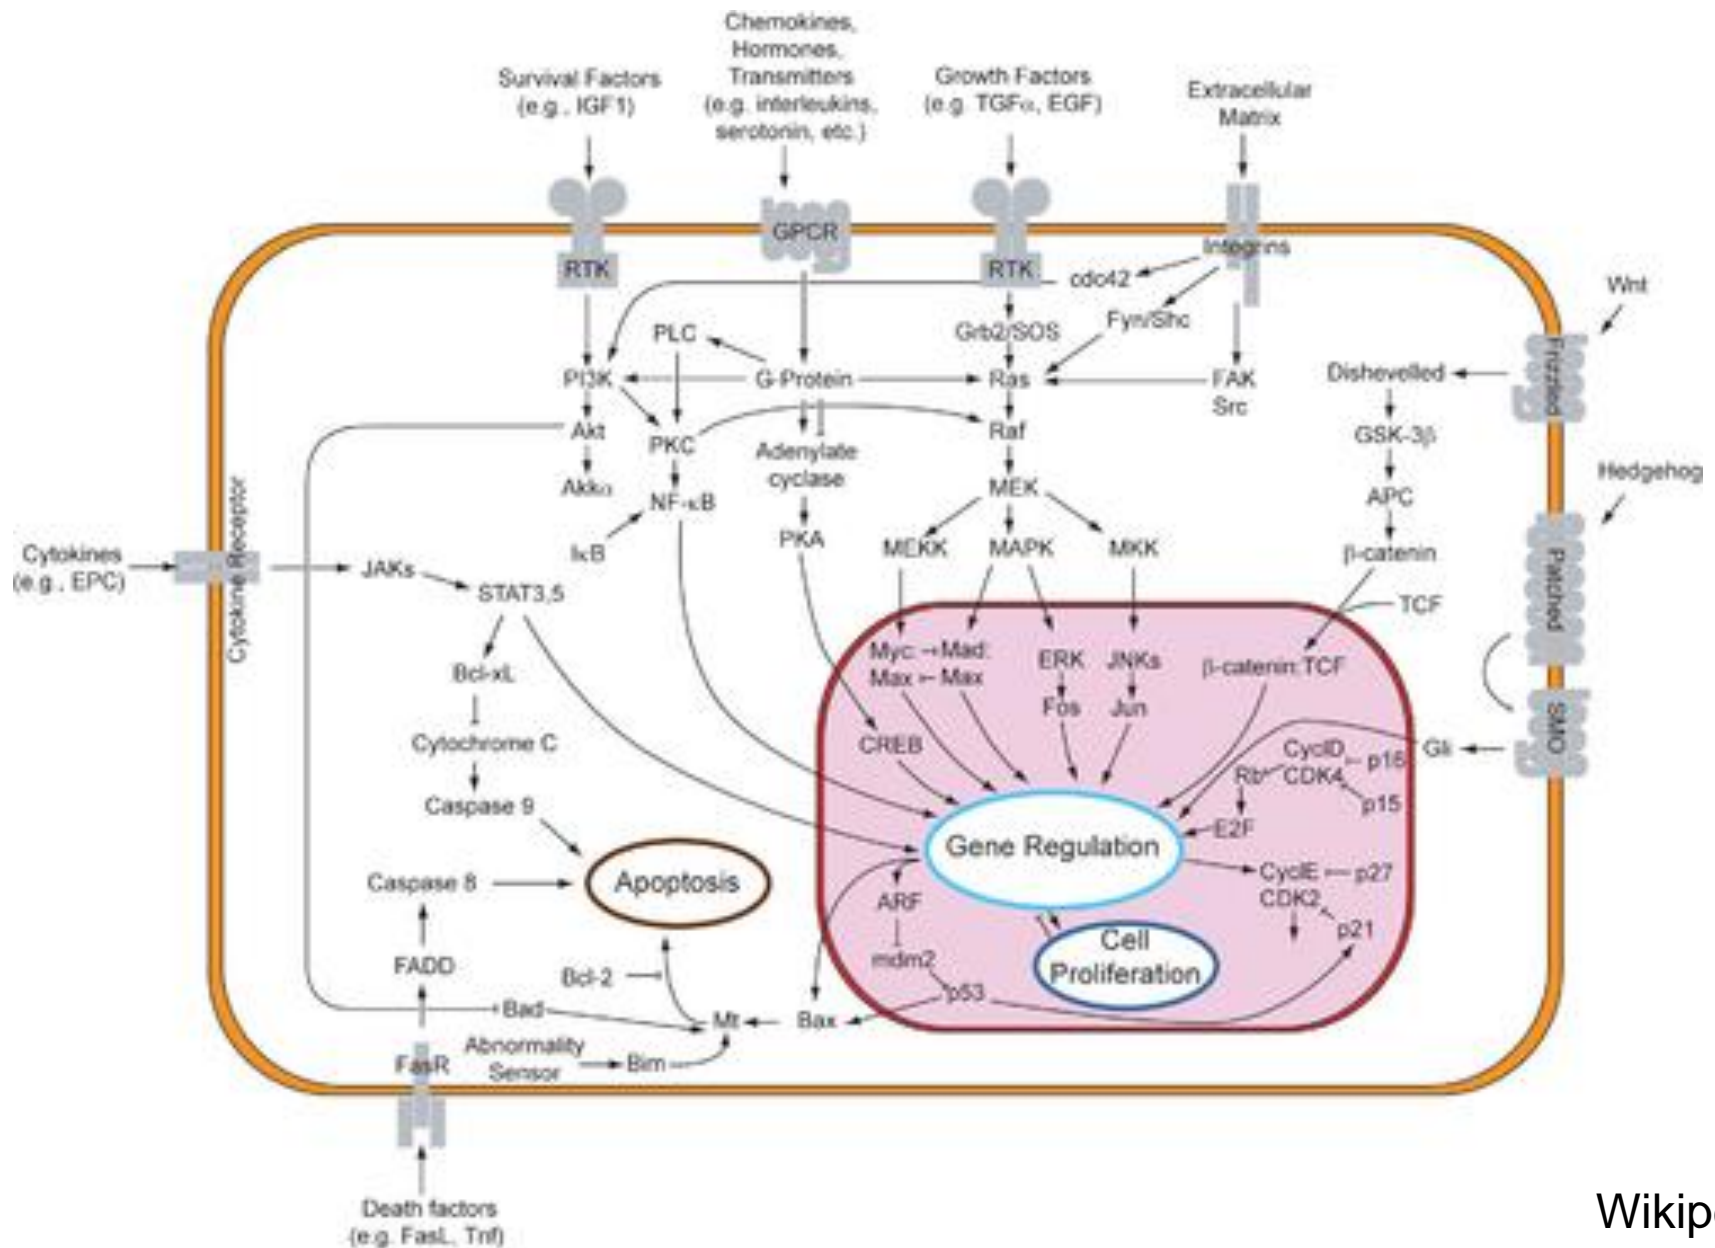 Chemokines,
Hormones,
Transmitters
(e.g. interleukins,
serotonin, etc.)
Survival Factors
(e.g., IGF1)
Growth Factors
(e.g. TGFα, EGF)
Extracellular
Matrix
GPCR
RTK
RTK
Integrins
cdc42
Wnt
PLC
Grb2/SOS
Fyn/Shc
Frizzled
PI3K
G-Protein
Ras
FAK
Src
Dishevelled
Akt
PKC
Adenylate
cyclase
Raf
GSK-3β
Hedgehog
Akkα
NF-κB
MEK
APC
IκB
PKA
MEKK
MAPK
MKK
β-catenin
TCF
Patched
Cytokines
(e.g., EPC)
Cytokine Receptor
JAKs
STAT3,5
Myc: Mad:
Max Max
ERK
JNKs
β-catenin:TCF
Bcl-xL
Fos
Jun
SMO
Cytochrome C
CREB
CyclD
CDK4
p16
Gli
Rb
p15
Caspase 9
E2F
Gene Regulation
Caspase 8
Apoptosis
ARF
CyclE
CDK2
p27
p21
FADD
Bcl-2
mdm2
Cell
Proliferation
p53
Bad
Mt
Bax
Abnormality
Sensor
Bim
FasR
Death factors
(e.g. FasL, Tnf)
Wikip